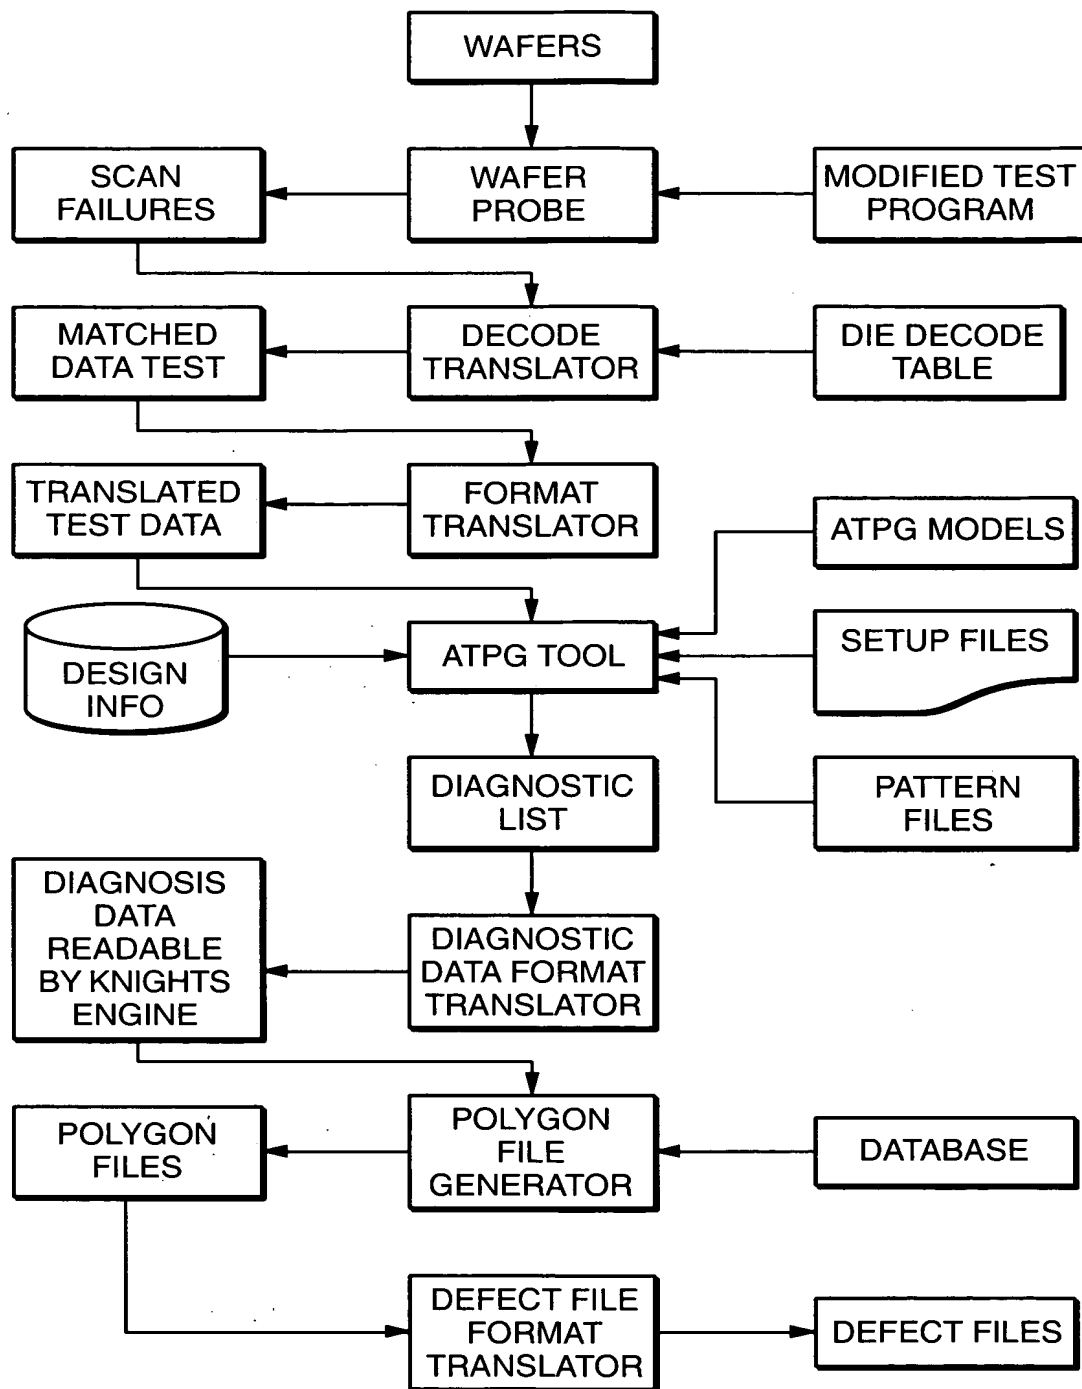 WAFERS
SCAN
FAILURES
WAFER
PROBE
MODIFIED TEST
PROGRAM
MATCHED
DATA TEST
DECODE
TRANSLATOR
DIE DECODE
TABLE
TRANSLATED
TEST DATA
FORMAT
TRANSLATOR
ATPG MODELS
DESIGN
INFO
ATPG TOOL
SETUP FILES
DIAGNOSTIC
LIST
PATTERN
FILES
DIAGNOSIS
DATA
READABLE
BY KNIGHTS
ENGINE
DIAGNOSTIC
DATA FORMAT
TRANSLATOR
POLYGON
FILES
POLYGON
FILE
GENERATOR
DATABASE
DEFECT FILE
FORMAT
TRANSLATOR
DEFECT FILES